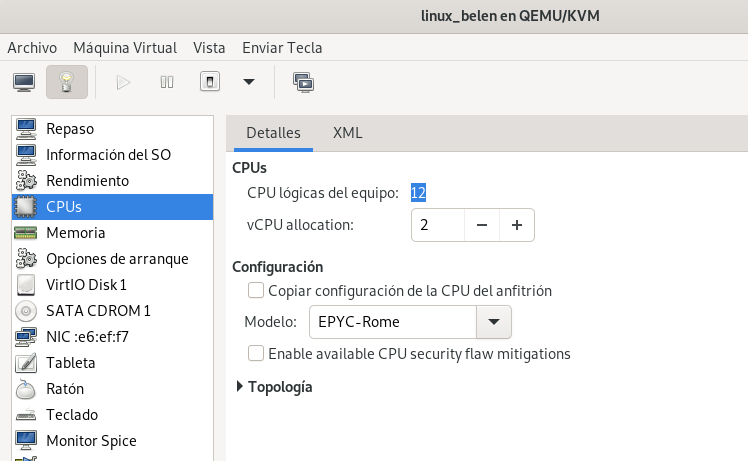 linux_belen en QEMU/KVM
Archivo Máquina Virtual Vista Enviar Tecla
Repaso
Información del SO
Rendimiento
CPUs
Memoria
Opciones de arranque
VirtIO Disk 1
SATA CDROM 1
NIC :e6:ef:f7
Tableta
Ratón
Teclado
Monitor Spice
Detalles XML
CPUs
CPU lógicas del equipo: 12
vCPU allocation: 2
Configuración
Copiar configuración de la CPU del anfitrión
Modelo: EPYC-Rome
Enable available CPU security flaw mitigations
Topología